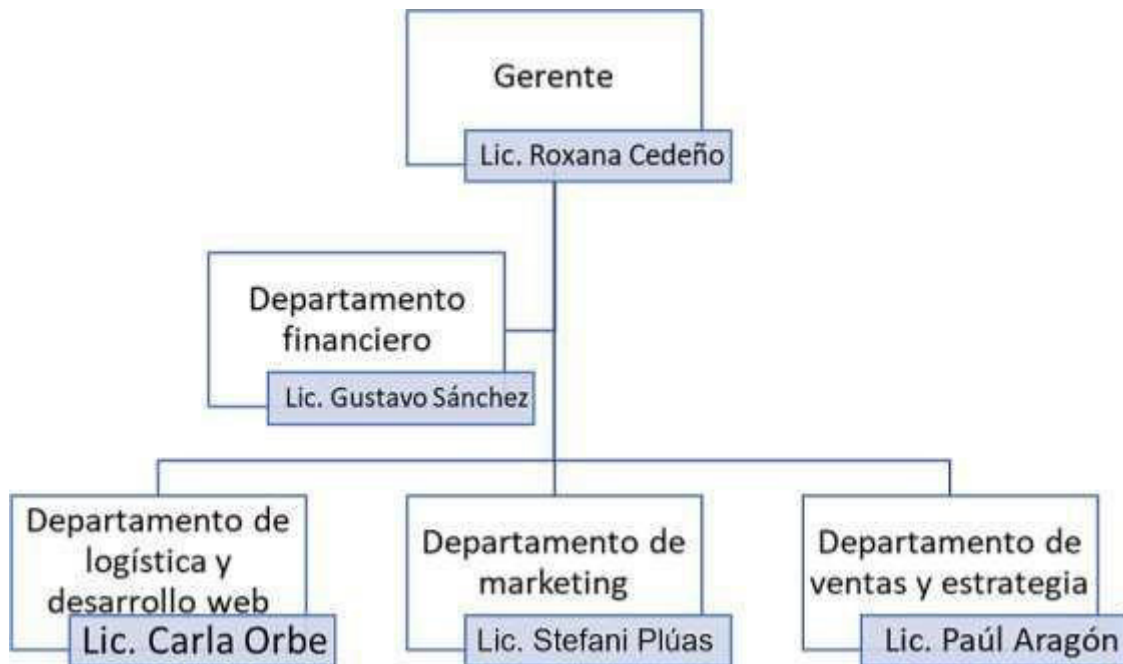 Gerente
Lic. Roxana Cedeño
Departamento
financiero
Lic. Gustavo Sánchez
Departamento de
logística y
desarrollo web
Lic. Carla Orbe
Departamento de
marketing
Lic. Stefani Plúas
Departamento de
ventas y estrategia
Lic. Paúl Aragón